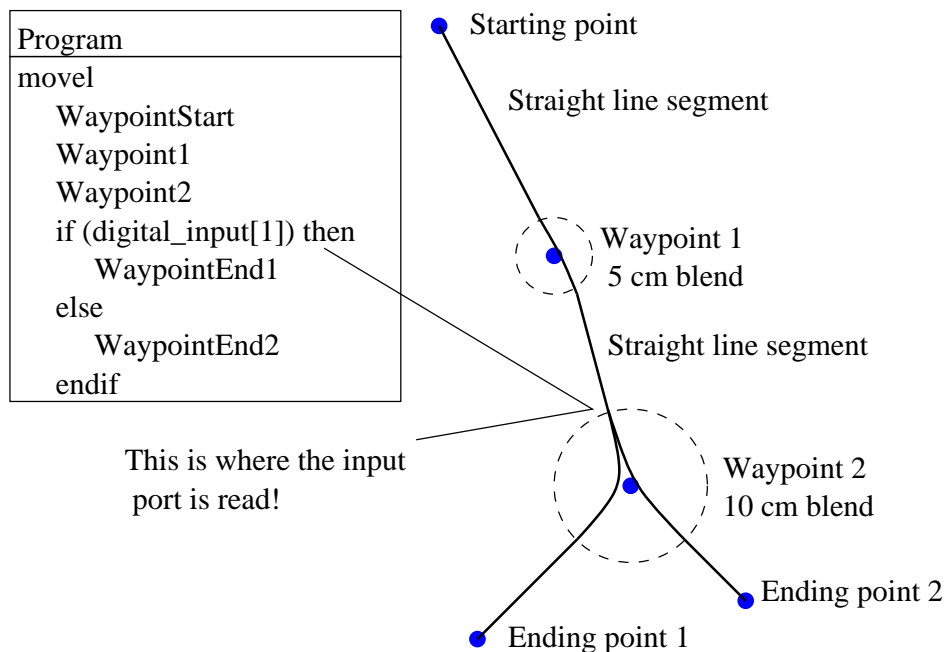 Program
movel
WaypointStart
Waypoint1
Waypoint2
if (digital_input[1]) then
WaypointEnd1
else
WaypointEnd2
endif
Starting point
Straight line segment
Waypoint 1
5 cm blend
Straight line segment
This is where the input
port is read!
Waypoint 2
10 cm blend
Ending point 2
Ending point 1